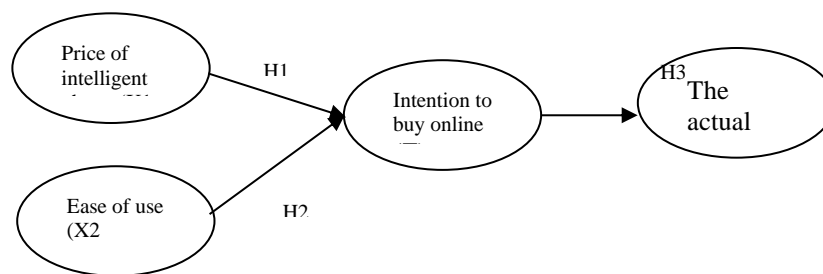 Price of
intelligent
H1
Intention to
buy online
H3
The
actual
Ease of use
(X2
H2